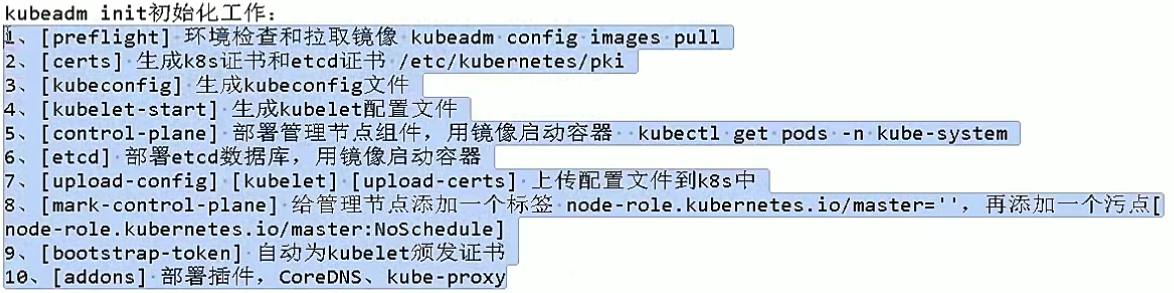 kubeadm init初始化工作：
1、[preflight] 环境检查和拉取镜像 kubeadm config images pull
2、[certs] 生成k8s证书和etcd证书 /etc/kubernetes/pki
3、[kubeconfig] 生成kubeconfig文件
4、[kubelet-start] 生成kubelet配置文件
5、[control-plane] 部署管理节点组件，用镜像启动容器  kubectl get pods -n kube-system
6、[etcd] 部署etcd数据库，用镜像启动容器
7、[upload-config] [kubelet] [upload-certs] 上传配置文件到k8s中
8、[mark-control-plane] 给管理节点添加一个标签 node-role.kubernetes.io/master=''，再添加一个污点[
node-role.kubernetes.io/master:NoSchedule]
9、[bootstrap-token] 自动为kubelet颁发证书
10、[addons] 部署插件，CoreDNS、kube-proxy